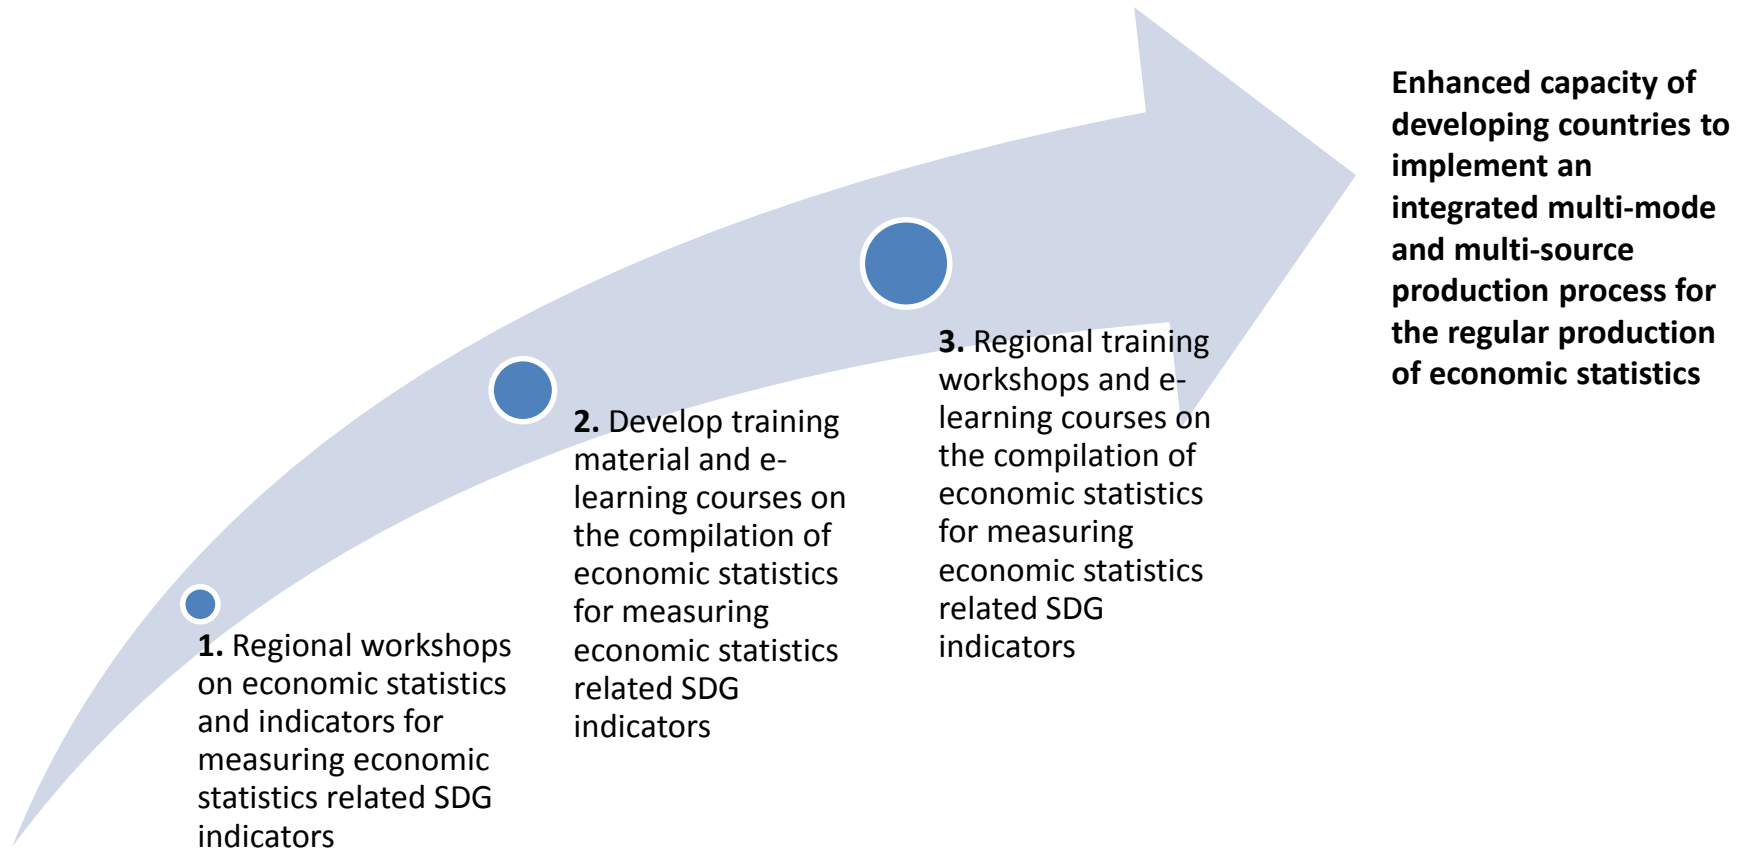 1. Regional workshops
on economic statistics
and indicators for
measuring economic
statistics related SDG
indicators
2. Develop training
material and e-
learning courses on
the compilation of
economic statistics
for measuring
economic statistics
related SDG
indicators
3. Regional training
workshops and e-
learning courses on
the compilation of
economic statistics
for measuring
economic statistics
related SDG
indicators
Enhanced capacity of
developing countries to
implement an
integrated multi-mode
and multi-source
production process for
the regular production
of economic statistics